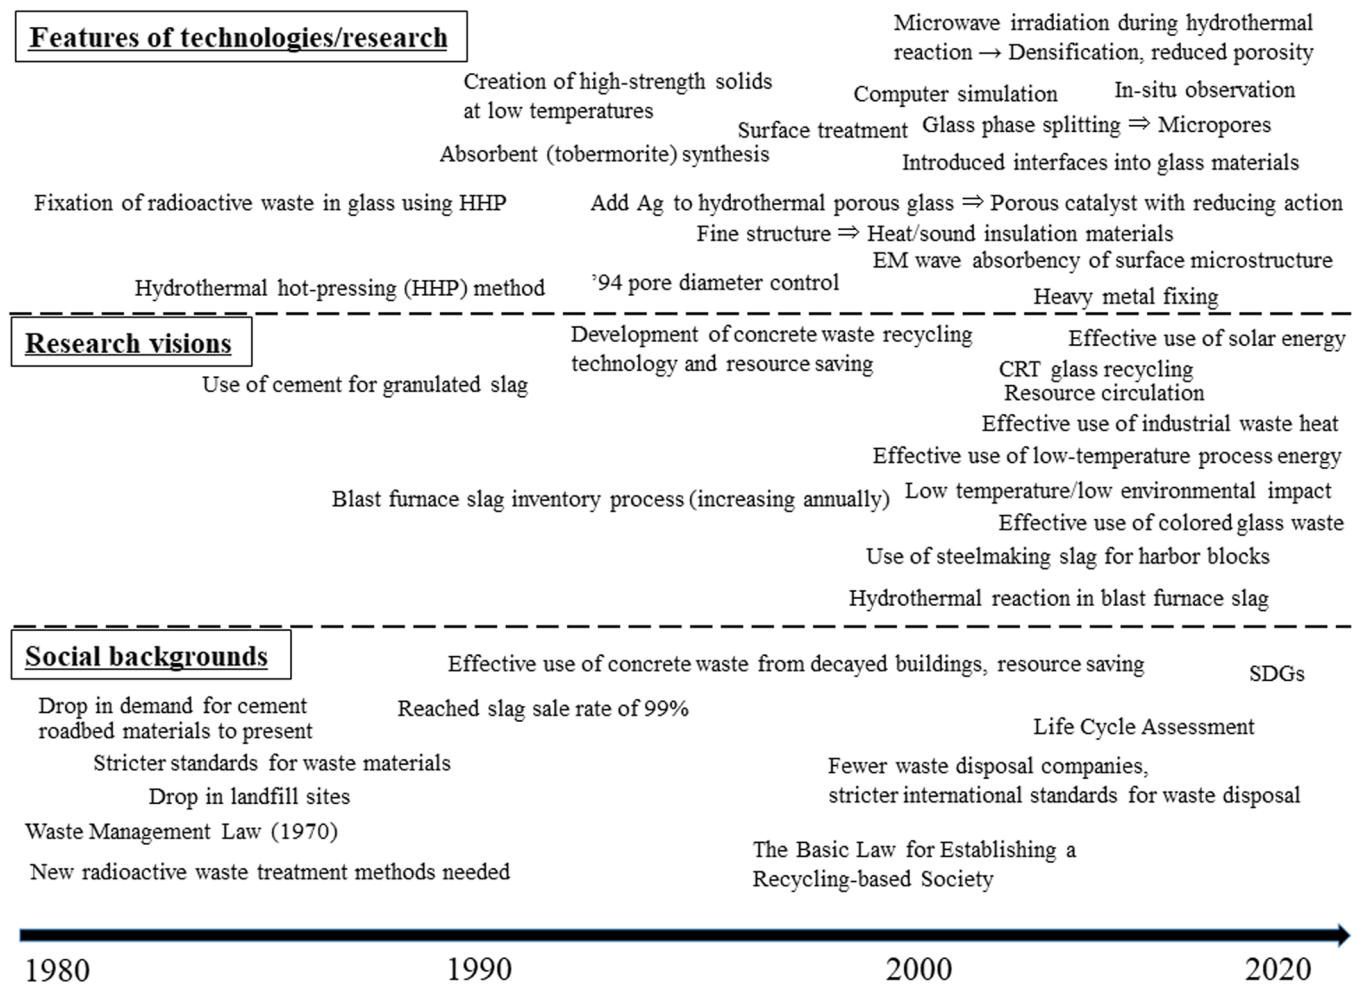 Features of technologies/research
Microwave irradiation during hydrothermal
reaction → Densification, reduced porosity
Creation of high-strength solids
at low temperatures
Computer simulation
In-situ observation
Surface treatment
Glass phase splitting ⇒ Micropores
Absorbent (tobermorite) synthesis
Introduced interfaces into glass materials
Fixation of radioactive waste in glass using HHP
Add Ag to hydrothermal porous glass ⇒ Porous catalyst with reducing action
Fine structure ⇒ Heat/sound insulation materials
EM wave absorbency of surface microstructure
Hydrothermal hot-pressing (HHP) method
’94 pore diameter control
Heavy metal fixing
Research visions
Development of concrete waste recycling
technology and resource saving
Effective use of solar energy
CRT glass recycling
Resource circulation
Use of cement for granulated slag
Effective use of industrial waste heat
Effective use of low-temperature process energy
Blast furnace slag inventory process (increasing annually)
Low temperature/low environmental impact
Effective use of colored glass waste
Use of steelmaking slag for harbor blocks
Hydrothermal reaction in blast furnace slag
Social backgrounds
Effective use of concrete waste from decayed buildings, resource saving
SDGs
Drop in demand for cement
roadbed materials to present
Reached slag sale rate of 99%
Life Cycle Assessment
Stricter standards for waste materials
Fewer waste disposal companies,
stricter international standards for waste disposal
Drop in landfill sites
Waste Management Law (1970)
The Basic Law for Establishing a
Recycling-based Society
New radioactive waste treatment methods needed
1980
1990
2000
2020